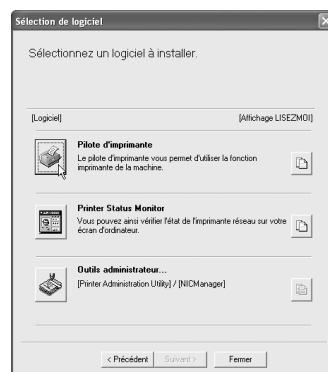 Sélection de logiciel
Sélectionnez un logiciel à installer.
[Logiciel] [Affichage LISEZMOI]
Pilote d'imprimante
Le pilote d'imprimante vous permet d'utiliser la fonction
imprimante de la machine.
Printer Status Monitor
Vous pouvez ainsi vérifier l'état de l'imprimante réseau sur votre
écran d'ordinateur.
Outils administrateur...
[Printer Administration Utility] / [NICManager]
< Précédent Suivant > Fermer